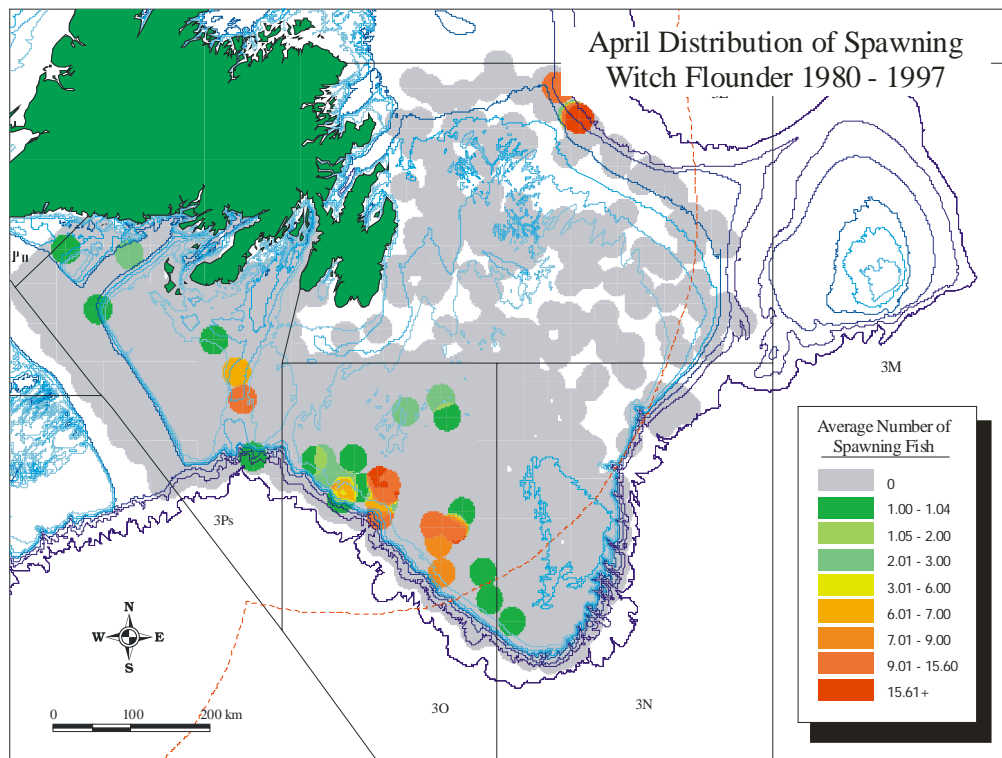 April Distribution of Spawning
Witch Flounder 1980 - 1997
3M
Average Number of
Spawning Fish
0
1.00 - 1.04
1.05 - 2.00
2.01 - 3.00
3.01 - 6.00
6.01 - 7.00
7.01 - 9.00
9.01 - 15.60
15.61+
3Ps
N
W E
S
0 100 200 km
3O
3N